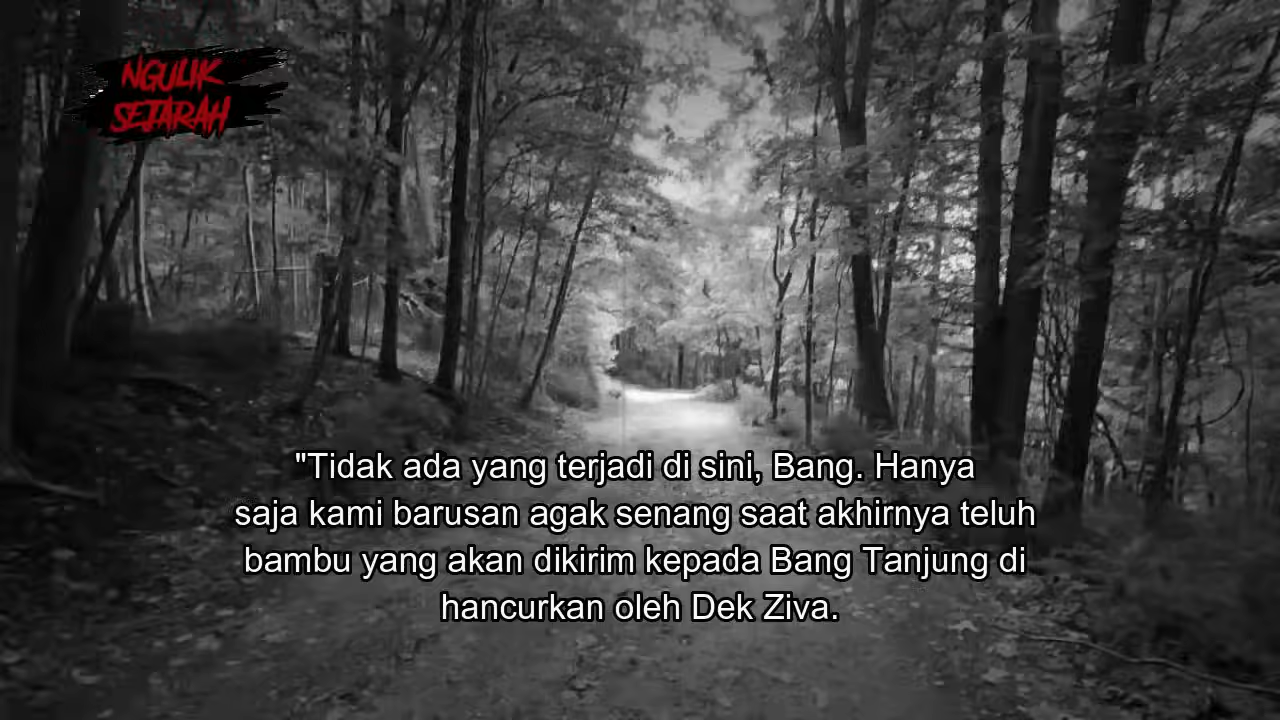 NGULIK
SEJARAH
"Tidak ada yang terjadi di sini, Bang. Hanya
saja kami barusan agak senang saat akhirnya teluh
bambu yang akan dikirim kepada Bang Tanjung di
hancurkan oleh Dek Ziva.